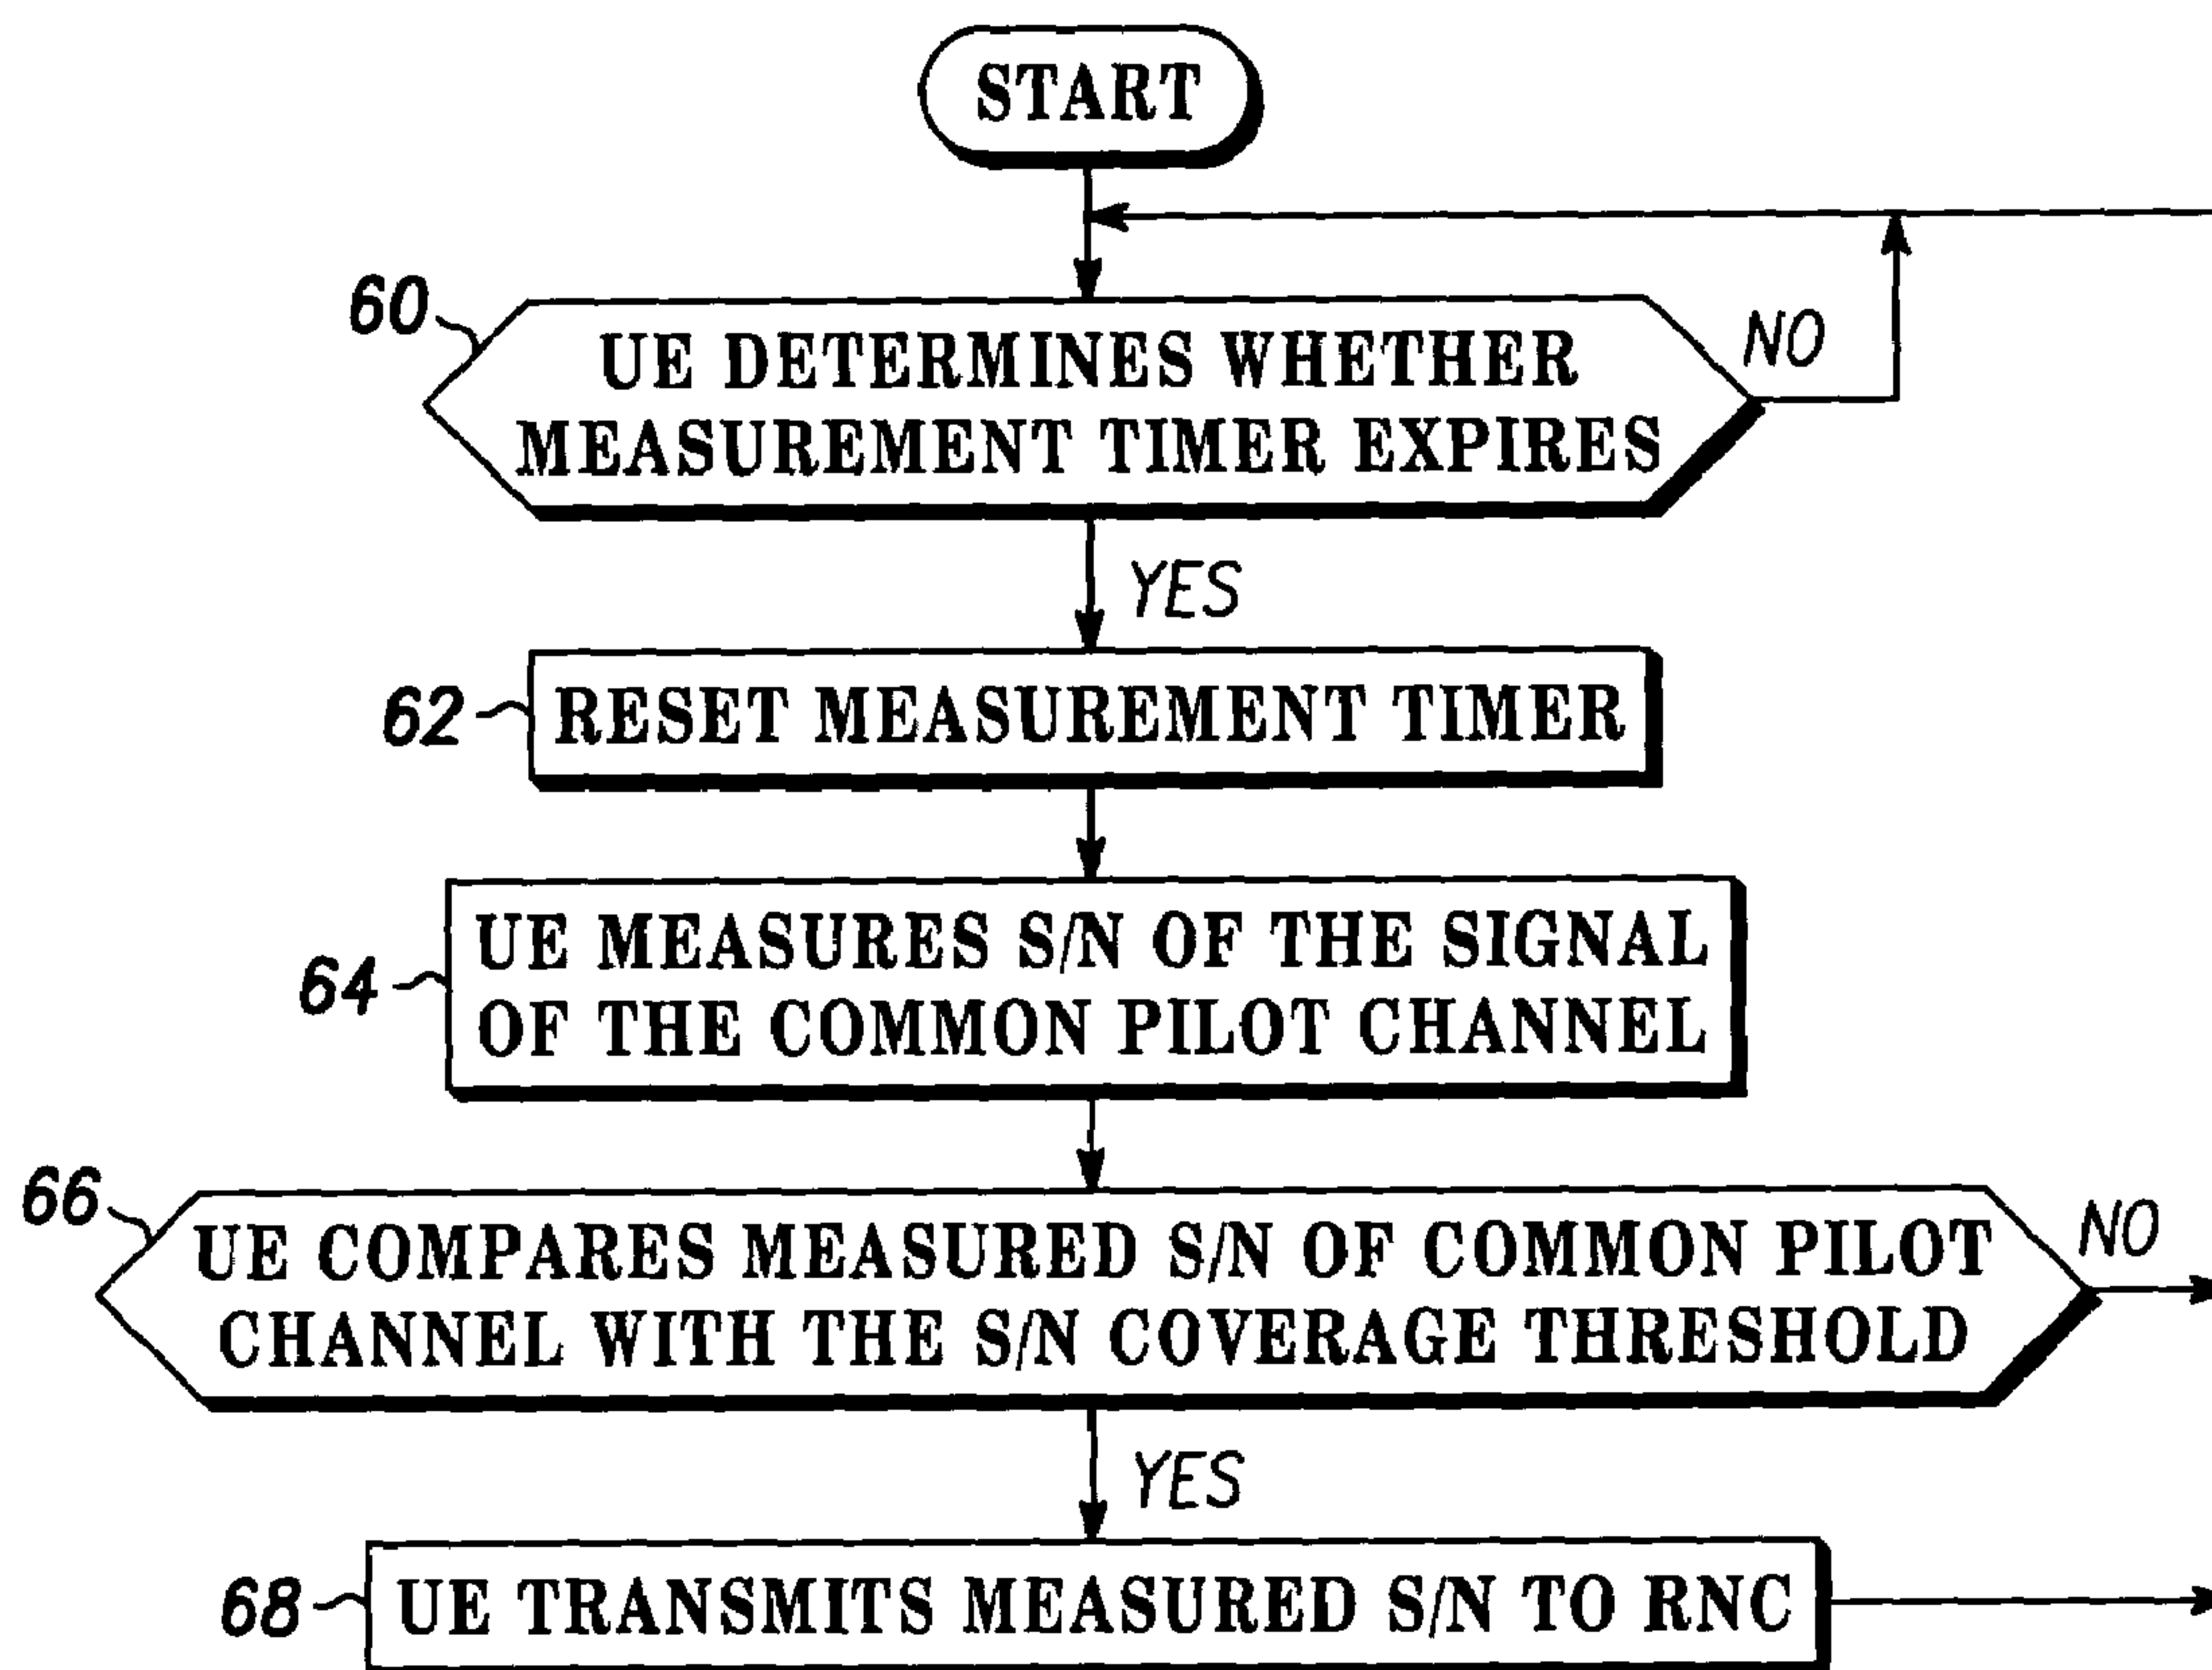 START
60
UE DETERMINES WHETHER
MEASUREMENT TIMER EXPIRES
NO
YES
62
RESET MEASUREMENT TIMER
64
UE MEASURES S/N OF THE SIGNAL
OF THE COMMON PILOT CHANNEL
66
UE COMPARES MEASURED S/N OF COMMON PILOT
CHANNEL WITH THE S/N COVERAGE THRESHOLD
NO
YES
68
UE TRANSMITS MEASURED S/N TO RNC